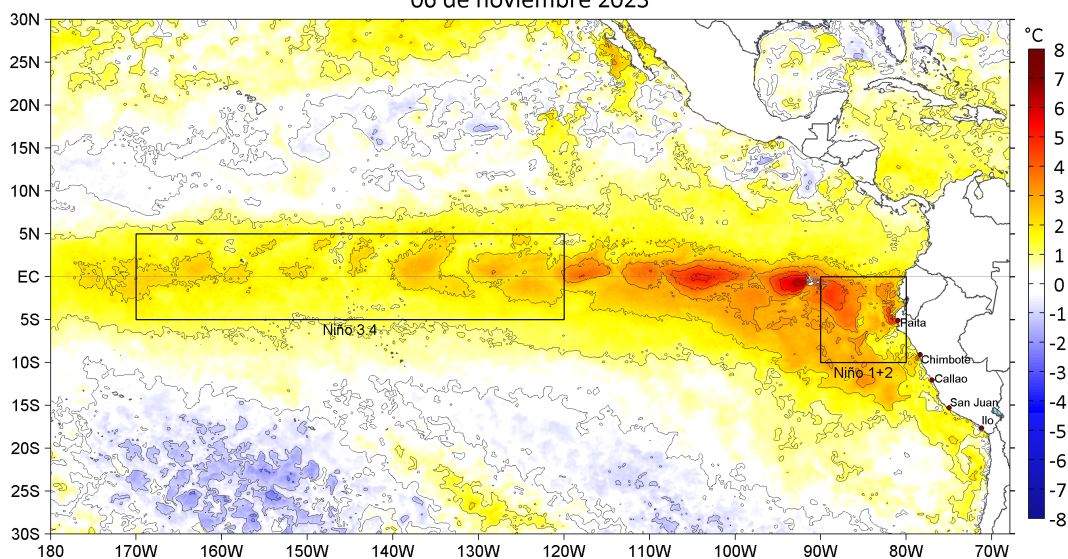 06 de noviembre 2023
30N
°C
8
25N
7
20N
6
15N
5
10N
4
5N
3
EC
2
5S
1
10S
0
15S
-1
20S
-2
25S
-3
30S
-4
-5
-6
-7
-8
Niño 3.4
Niño 1+2
Paita
Chimbote
Callao
San Juan
Ilo
180 170W 160W 150W 140W 130W 120W 110W 100W 90W 80W 70W